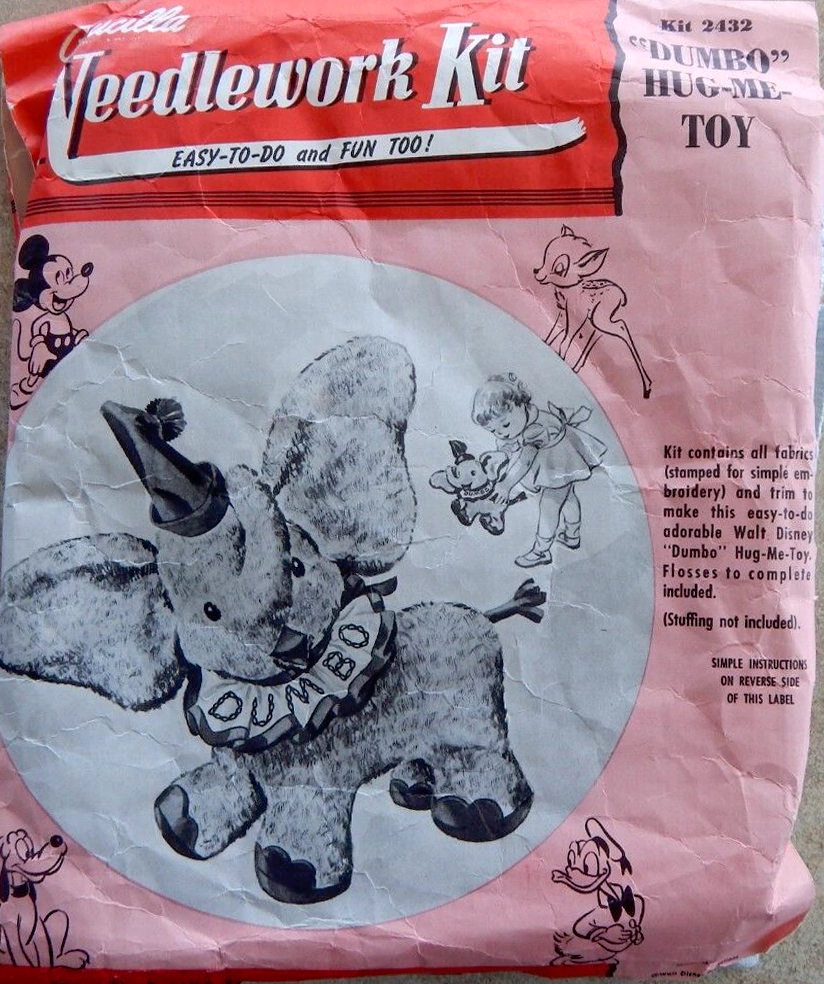 Bucilla
Needlework Kit
EASY-TO-DO and FUN TOO!
Kit 2432
"DUMBO"
HUG-ME-
TOY
Kit contains all fabrics
(stamped for simple em-
broidery) and trim to
make this easy-to-do
adorable Walt Disney
"Dumbo" Hug-Me-Toy.
Flosses to complete
included.
(Stuffing not included).
SIMPLE INSTRUCTIONS
ON REVERSE SIDE
OF THIS LABEL
DUMBO
DUMBO